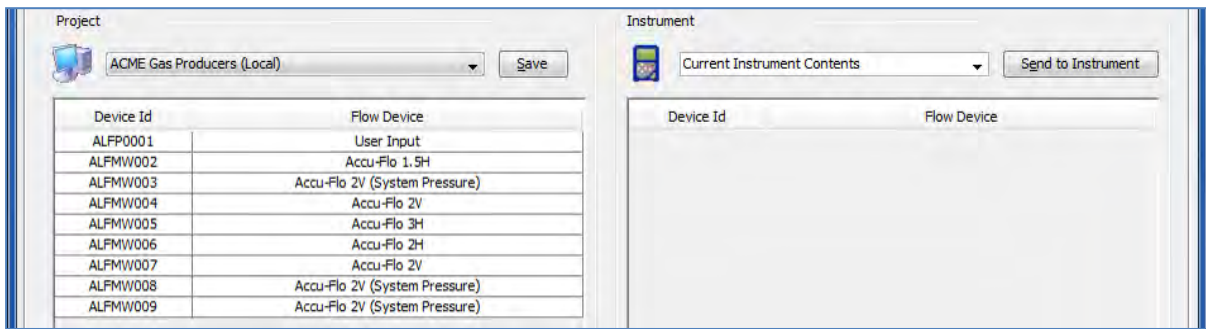 Project
ACME Gas Producers (Local)
Save
Device Id Flow Device
ALFP0001 User Input
ALFMW002 Accu-Flo 1.5H
ALFMW003 Accu-Flo 2V (System Pressure)
ALFMW004 Accu-Flo 2V
ALFMW005 Accu-Flo 3H
ALFMW006 Accu-Flo 2H
ALFMW007 Accu-Flo 2V
ALFMW008 Accu-Flo 2V (System Pressure)
ALFMW009 Accu-Flo 2V (System Pressure)
Instrument
Current Instrument Contents
Send to Instrument
Device Id Flow Device